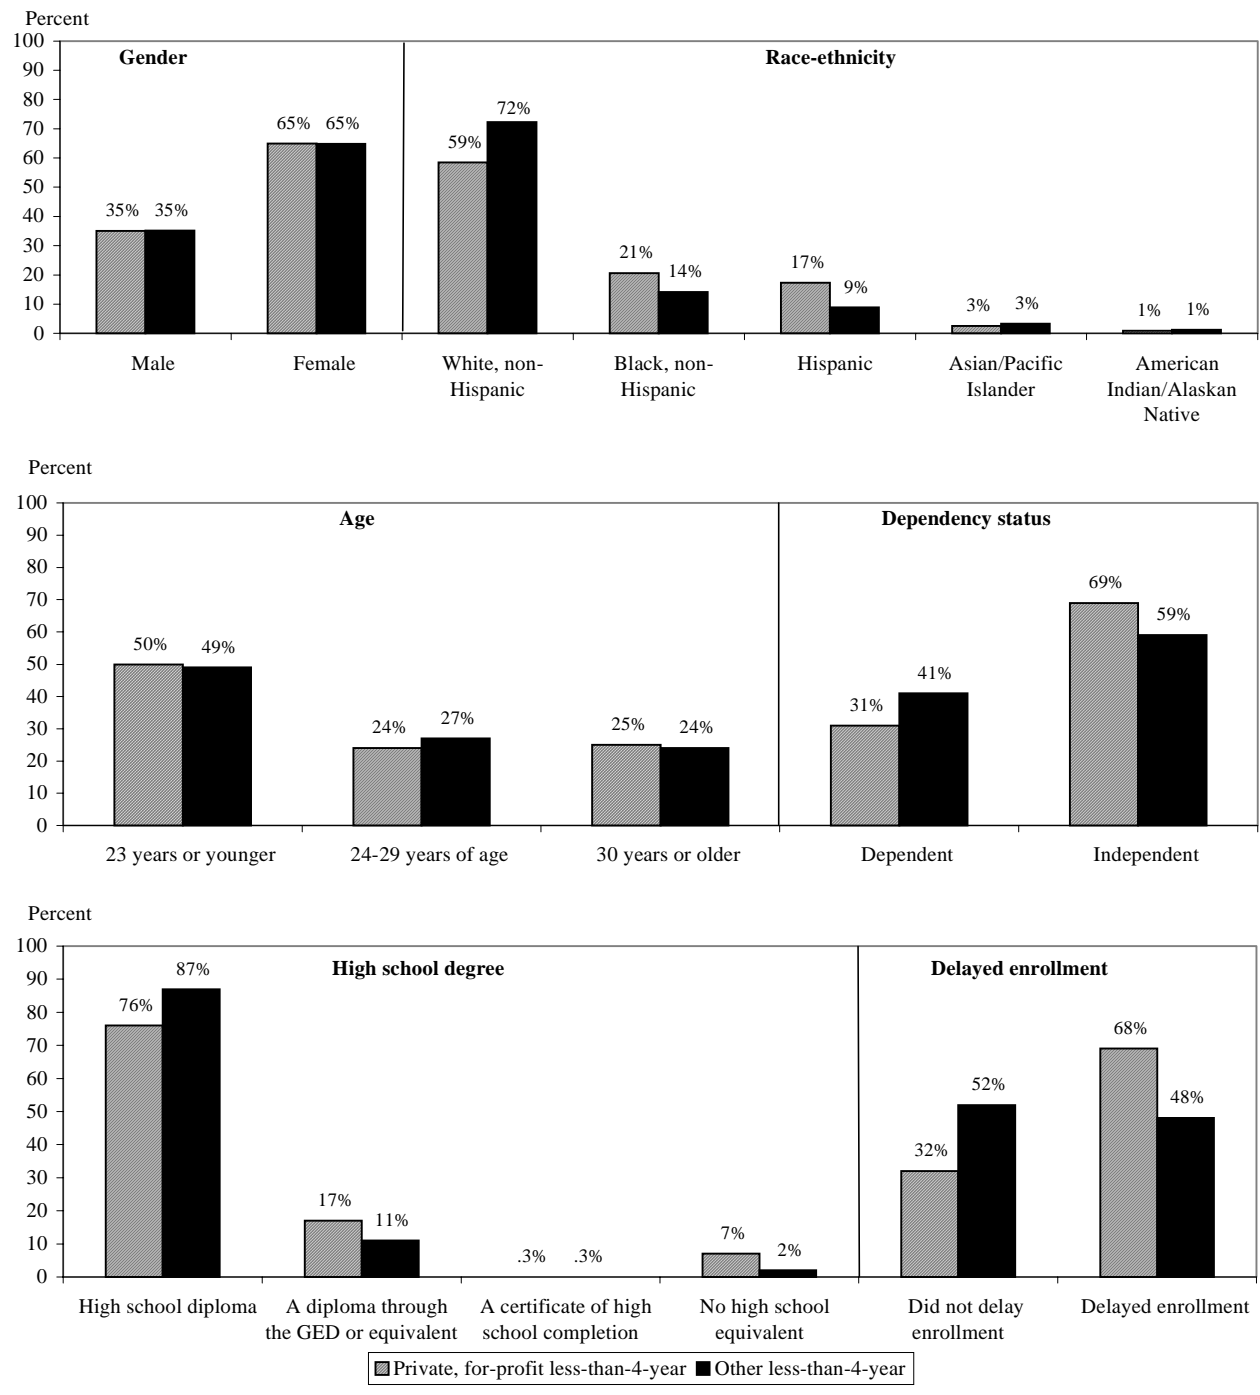 Percent
100
Gender
Race-ethnicity
90
80
72%
70
65% 65%
59%
60
50
40
35% 35%
30
21%
17%
20
14%
9%
10
3% 3%
1% 1%
0
Male
Female
White, non-
Hispanic
Black, non-
Hispanic
Hispanic
Asian/Pacific
Islander
American
Indian/Alaskan
Native
Percent
100
Age
Dependency status
90
80
70
69%
60
59%
50
50% 49%
40
41%
31%
30
24% 27%
25% 24%
20
10
0
23 years or younger
24-29 years of age
30 years or older
Dependent
Independent
Percent
100
High school degree
Delayed enrollment
90
87%
80
76%
70
68%
60
50
52%
48%
40
32%
30
20
17%
11%
10
7%
2%
.3% .3%
0
High school diploma
A diploma through
the GED or equivalent
A certificate of high
school completion
No high school
equivalent
Did not delay
enrollment
Delayed enrollment
Private, for-profit less-than-4-year
Other less-than-4-year